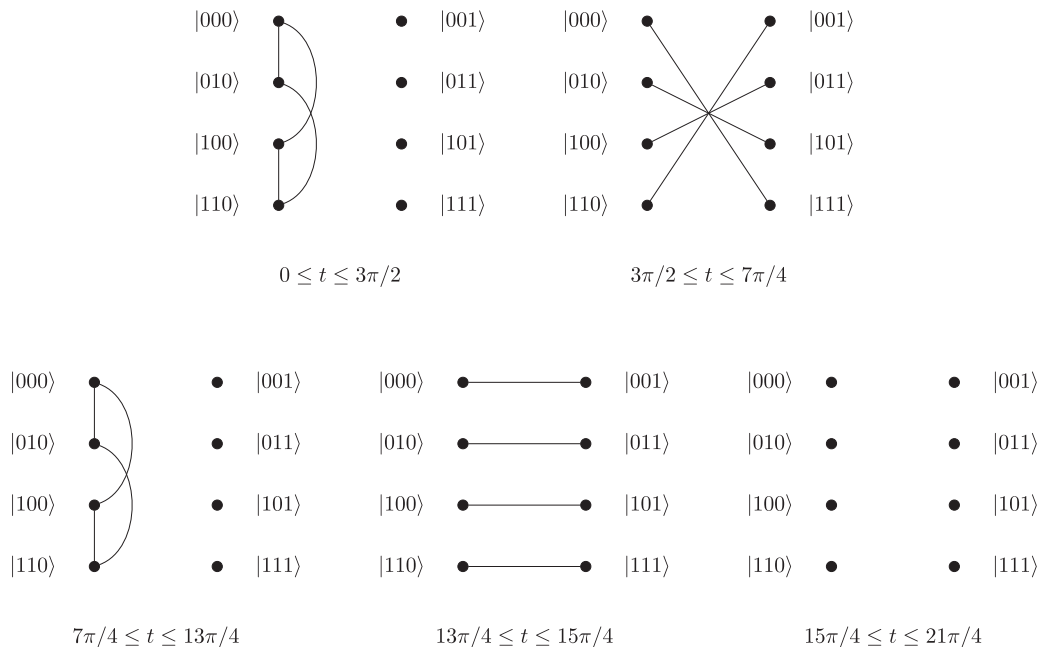 |000⟩ |001⟩ |000⟩ |001⟩
|010⟩ |011⟩ |010⟩ |011⟩
|100⟩ |101⟩ |100⟩ |101⟩
|110⟩ |111⟩ |110⟩ |111⟩
0 ≤ t ≤ 3π/2 3π/2 ≤ t ≤ 7π/4
|000⟩ |001⟩ |000⟩ |001⟩ |000⟩ |001⟩
|010⟩ |011⟩ |010⟩ |011⟩ |010⟩ |011⟩
|100⟩ |101⟩ |100⟩ |101⟩ |100⟩ |101⟩
|110⟩ |111⟩ |110⟩ |111⟩ |110⟩ |111⟩
7π/4 ≤ t ≤ 13π/4 13π/4 ≤ t ≤ 15π/4 15π/4 ≤ t ≤ 21π/4